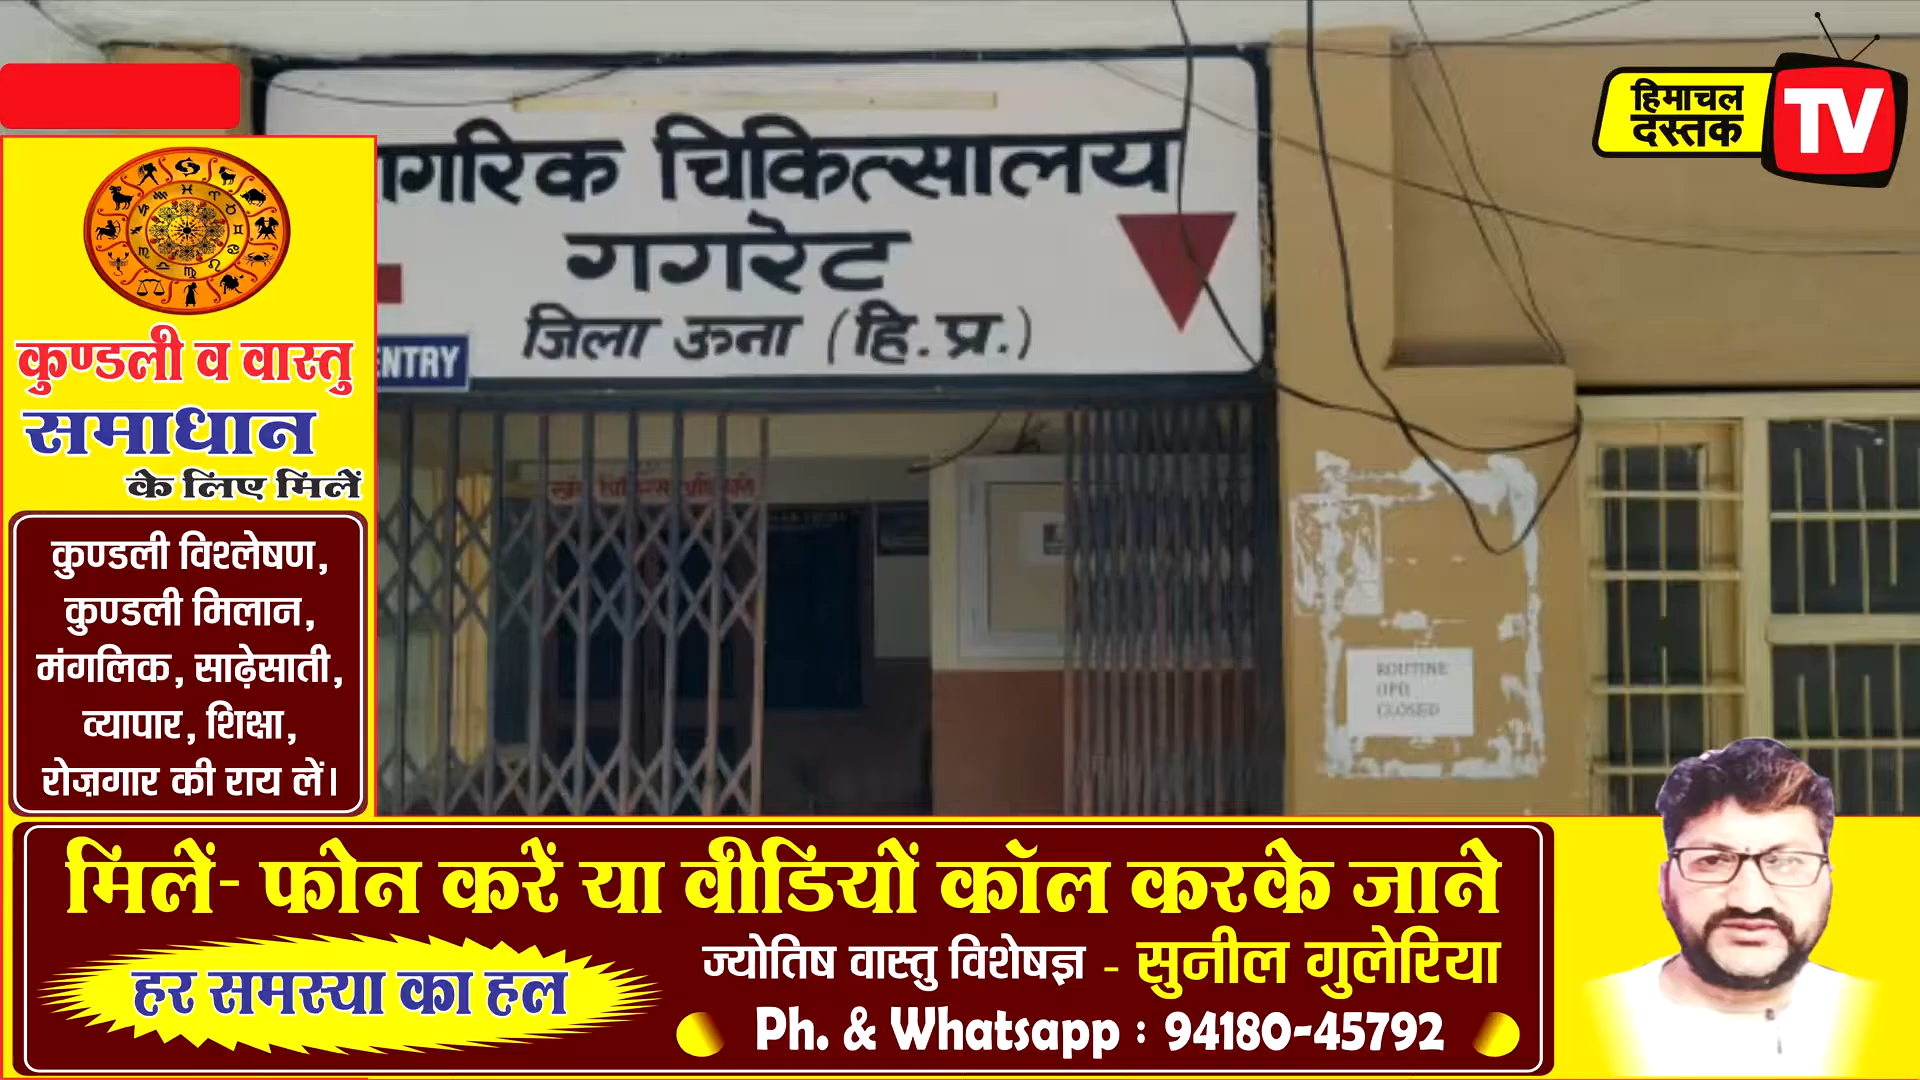 हिमाचल
दस्तक
TV
नागरिक चिकित्सालय
गगरेट
जिला ऊना (हि.प्र.)
ENTRY
ROUTINE
OPD
CLOSED
कुण्डली व वास्तु
समाधान
के लिए मिलें
कुण्डली विश्लेषण,
कुण्डली मिलान,
मंगलिक, साढ़ेसाती,
व्यापार, शिक्षा,
रोज़गार की राय लें।
मिलें- फोन करें या वीडियों कॉल करके जाने
हर समस्या का हल
ज्योतिष वास्तु विशेषज्ञ - सुनील गुलेरिया
Ph. & Whatsapp : 94180-45792